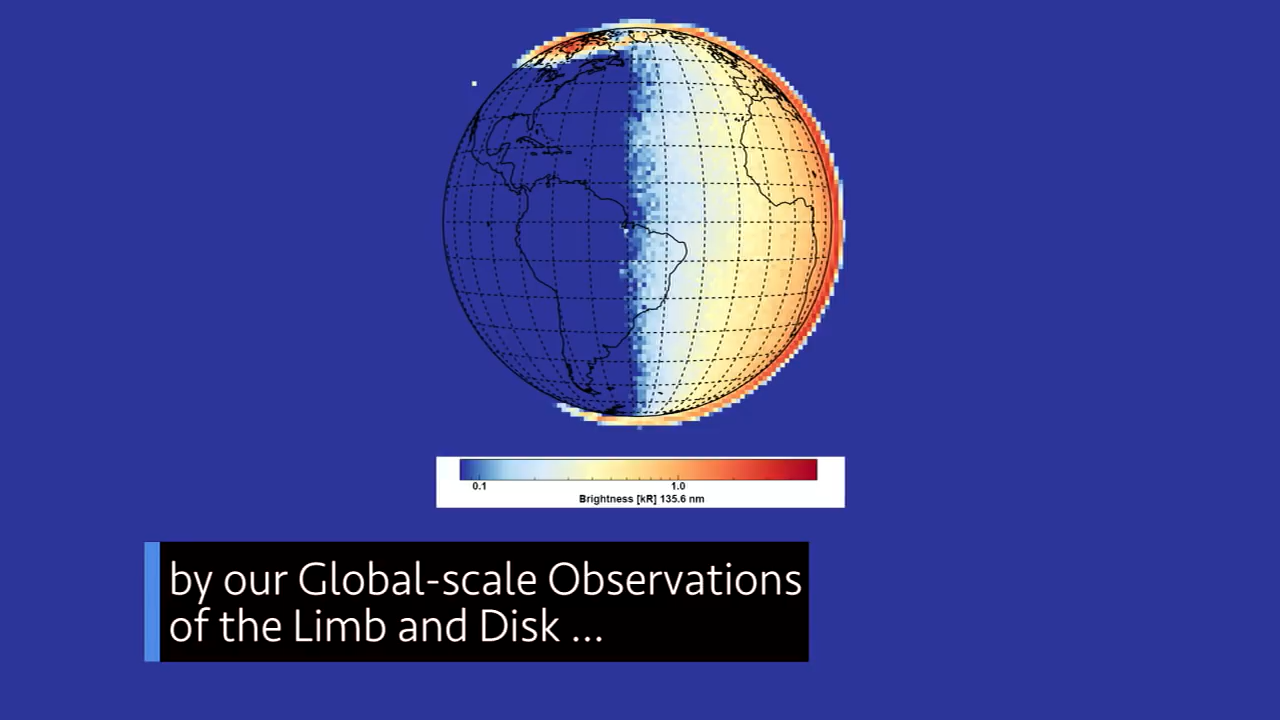 0.1 1.0
Brightness [kR] 135.6 nm
by our Global-scale Observations
of the Limb and Disk ...